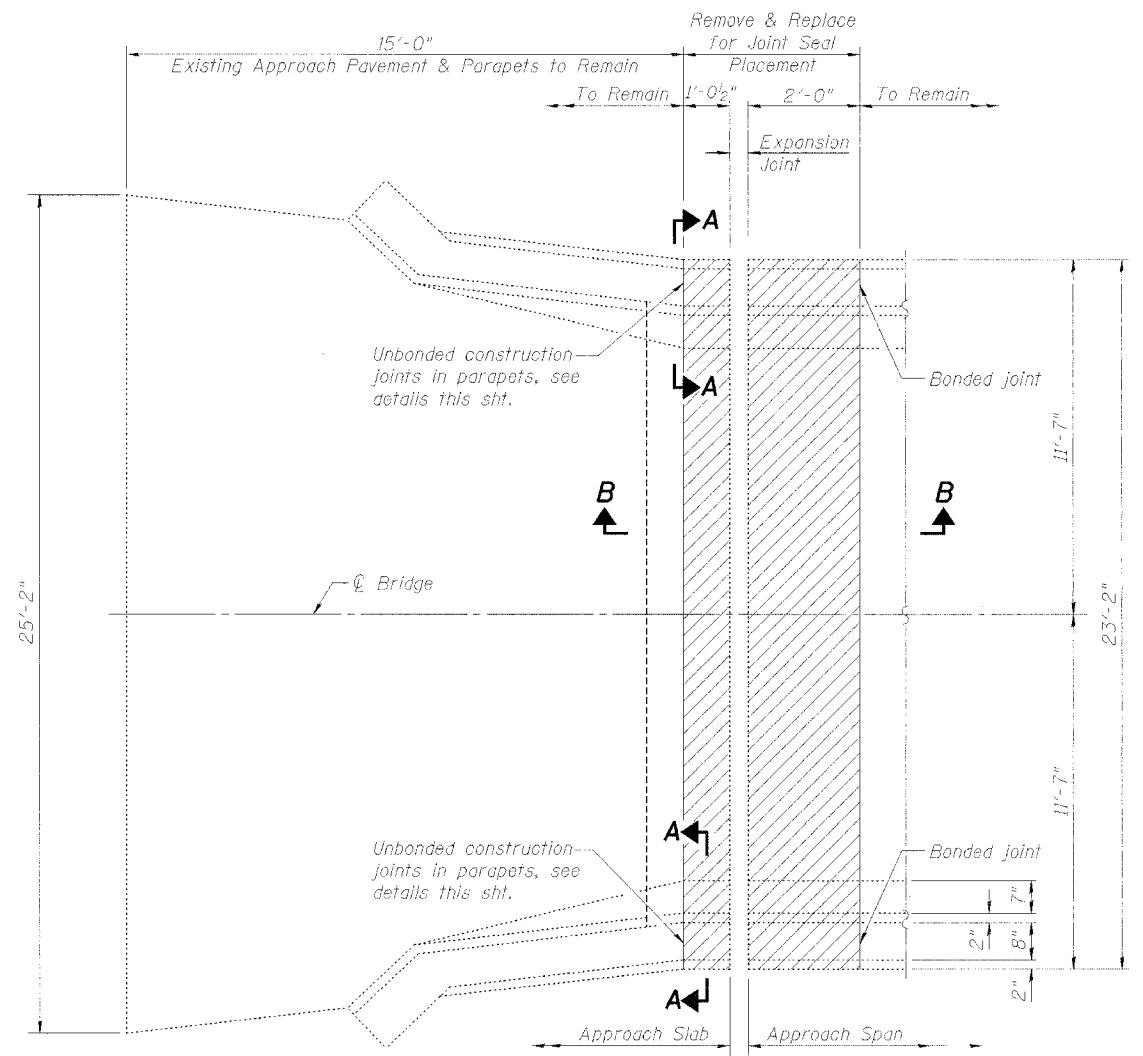 Remove & Replace
for Joint Seal
Placement
15'-0"
Existing Approach Pavement & Parapets to Remain
To Remain
1'-0½"
2'-0"
To Remain
Expansion
Joint
A
Unbonded construction
joints in parapets, see
details this sht.
A
Bonded joint
11'-7"
B
B
℄ Bridge
25'-2"
23'-2"
11'-7"
A
Unbonded construction
joints in parapets, see
details this sht.
Bonded joint
7"
2"
8"
2"
A
Approach Slab
Approach Span